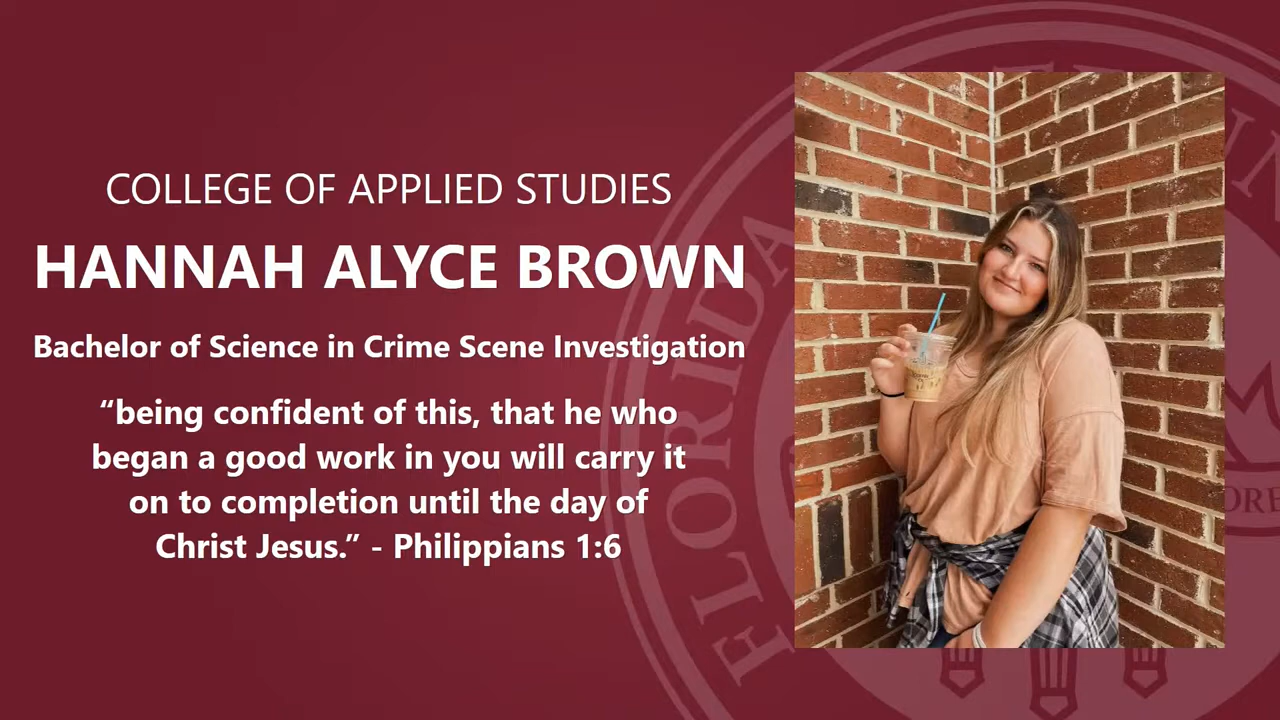 COLLEGE OF APPLIED STUDIES
HANNAH ALYCE BROWN
Bachelor of Science in Crime Scene Investigation
“being confident of this, that he who
began a good work in you will carry it
on to completion until the day of
Christ Jesus.” - Philippians 1:6
FLORIDA